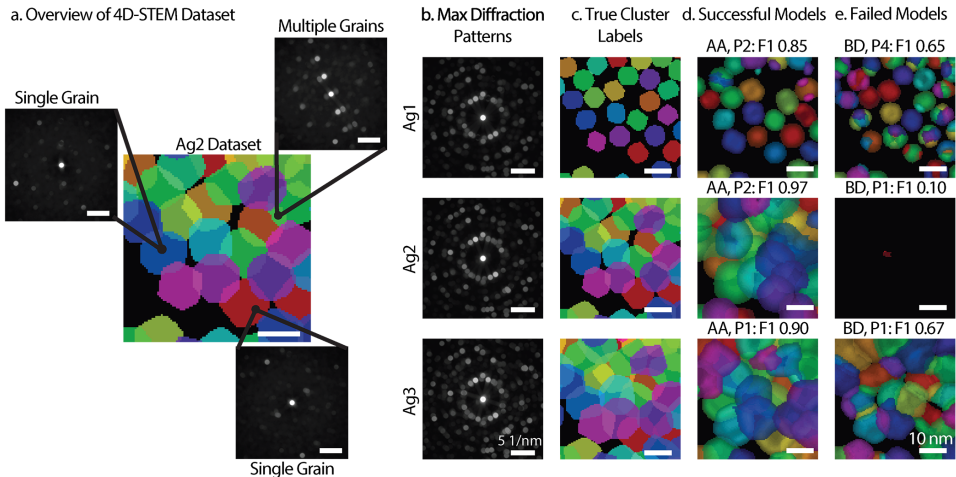 a. Overview of 4D-STEM Dataset
Multiple Grains
Single Grain
Ag2 Dataset
Single Grain
b. Max Diffraction
Patterns
c. True Cluster
Labels
d. Successful Models
e. Failed Models
AA, P2: F1 0.85
BD, P4: F1 0.65
Ag1
AA, P2: F1 0.97
BD, P1: F1 0.10
Ag2
AA, P1: F1 0.90
BD, P1: F1 0.67
Ag3
5 1/nm
10 nm